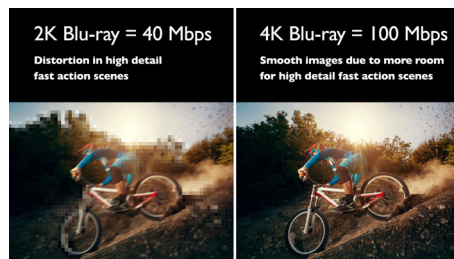 2K Blu-ray = 40 Mbps
Distortion in high detail
fast action scenes
4K Blu-ray = 100 Mbps
Smooth images due to more room
for high detail fast action scenes